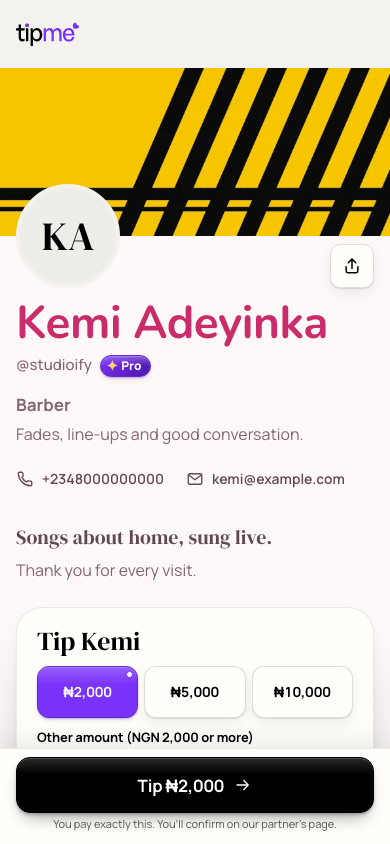 tipme
KA
Kemi Adeyinka
@studioify Pro
Barber
Fades, line-ups and good conversation.
+2348000000000 kemi@example.com
Songs about home, sung live.
Thank you for every visit.
Tip Kemi
₦2,000 ₦5,000 ₦10,000
Other amount (NGN 2,000 or more)
Tip ₦2,000 →
You pay exactly this. You'll confirm on our partner's page.